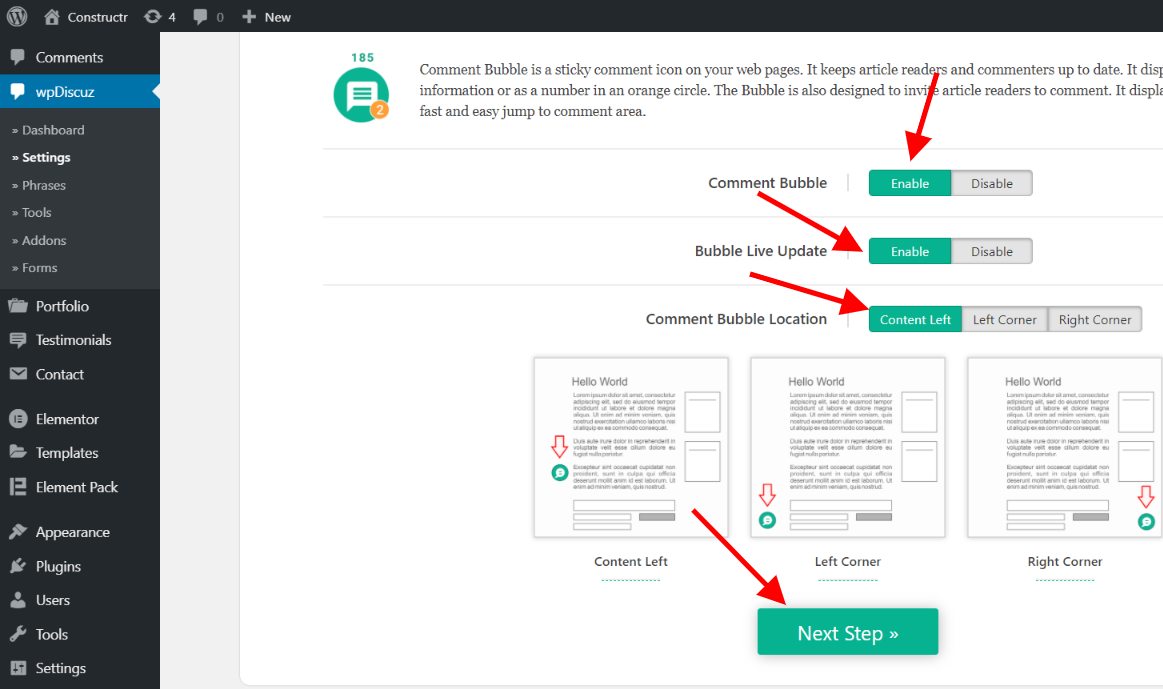 Constructr 4 0 New
Comments
wpDiscuz
» Dashboard
» Settings
» Phrases
» Tools
» Addons
» Forms
Portfolio
Testimonials
Contact
Elementor
Templates
Element Pack
Appearance
Plugins
Users
Tools
Settings
185
2
Comment Bubble is a sticky comment icon on your web pages. It keeps article readers and commenters up to date. It disp
information or as a number in an orange circle. The Bubble is also designed to invite article readers to comment. It displa
fast and easy jump to comment area.
Comment Bubble Enable Disable
Bubble Live Update Enable Disable
Comment Bubble Location Content Left Left Corner Right Corner
Hello World
Lorem ipsum dolor sit amet, consectetur
adipiscing elit, sed do eiusmod tempor
incididunt ut labore et dolore magna
aliqua. Ut enim ad minim veniam, quis
nostrud exercitation ullamco laboris nisi
ut aliquip ex ea commodo consequat.
Duis aute irure dolor in reprehenderit in
voluptate velit esse cillum dolore eu
fugiat nulla pariatur.
Excepteur sint occaecat cupidatat non
proident, sunt in culpa qui officia
deserunt mollit anim id est laborum. Ut
enim ad minim veniam, quis nostrud.
Hello World
Lorem ipsum dolor sit amet, consectetur
adipiscing elit, sed do eiusmod tempor
incididunt ut labore et dolore magna
aliqua. Ut enim ad minim veniam, quis
nostrud exercitation ullamco laboris nisi
ut aliquip ex ea commodo consequat.
Duis aute irure dolor in reprehenderit in
voluptate velit esse cillum dolore eu
fugiat nulla pariatur.
Excepteur sint occaecat cupidatat non
proident, sunt in culpa qui officia
deserunt mollit anim id est laborum. Ut
enim ad minim veniam, quis nostrud.
Hello World
Lorem ipsum dolor sit amet, consectetur
adipiscing elit, sed do eiusmod tempor
incididunt ut labore et dolore magna
aliqua. Ut enim ad minim veniam, quis
nostrud exercitation ullamco laboris nisi
ut aliquip ex ea commodo consequat.
Duis aute irure dolor in reprehenderit in
voluptate velit esse cillum dolore eu
fugiat nulla pariatur.
Excepteur sint occaecat cupidatat non
proident, sunt in culpa qui officia
deserunt mollit anim id est laborum. Ut
enim ad minim veniam, quis nostrud.
Content Left Left Corner Right Corner
Next Step »